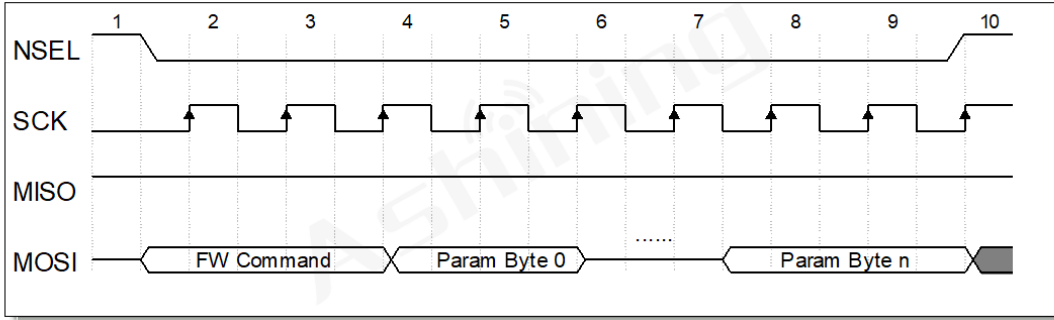 1 2 3 4 5 6 7 8 9 10
NSEL
SCK
MISO
MOSI FW Command Param Byte 0 ...... Param Byte n
Ashining